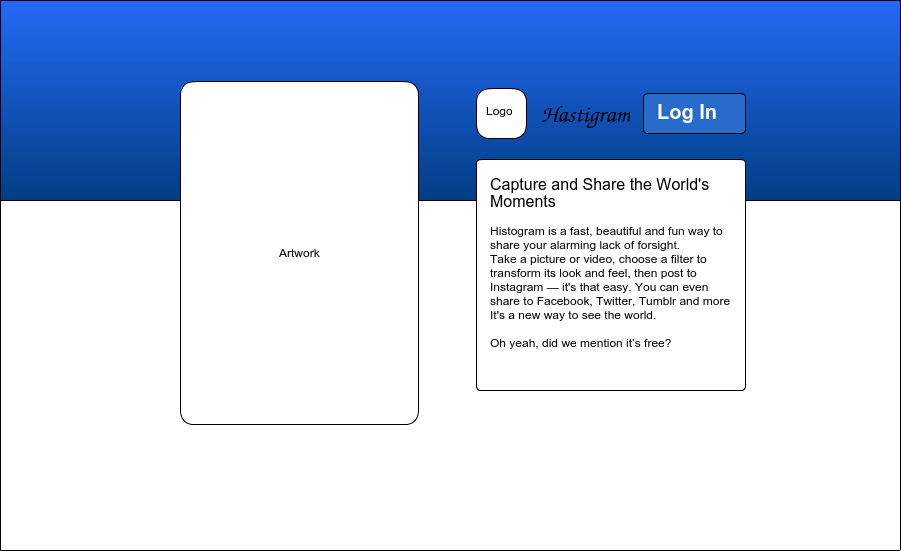 Logo
Hastigram
Log In
Artwork
Capture and Share the World's
Moments
Histogram is a fast, beautiful and fun way to
share your alarming lack of forsight.
Take a picture or video, choose a filter to
transform its look and feel, then post to
Instagram — it's that easy. You can even
share to Facebook, Twitter, Tumblr and more
It's a new way to see the world.
Oh yeah, did we mention it’s free?